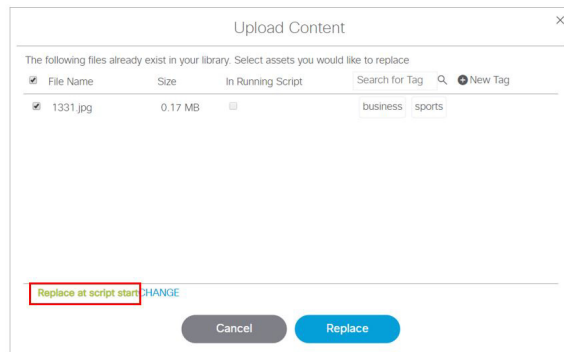 Upload Content
The following files already exist in your library. Select assets you would like to replace
File Name Size In Running Script Search for Tag New Tag
1331.jpg 0.17 MB business sports
Replace at script start CHANGE
Cancel Replace